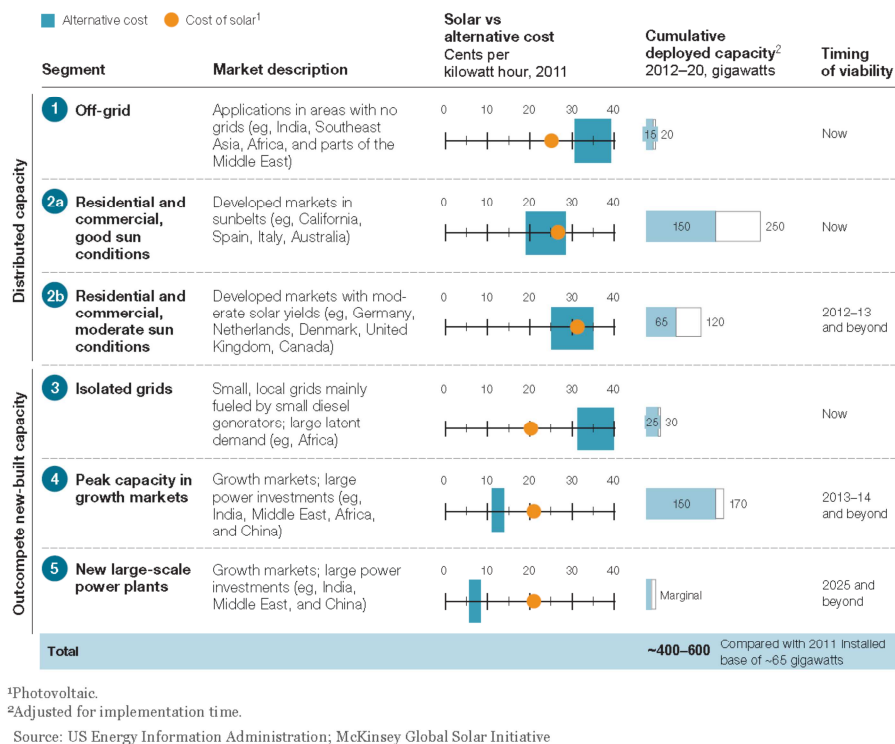 Alternative cost
Cost of solar¹
Solar vs
alternative cost
Cents per
kilowatt hour, 2011
Cumulative
deployed capacity²
2012–20, gigawatts
Timing
of viability
Segment
Market description
Distributed capacity
1 Off-grid
Applications in areas with no
grids (eg, India, Southeast
Asia, Africa, and parts of the
Middle East)
0 10 20 30 40
15 20
Now
2a Residential and
commercial,
good sun
conditions
Developed markets in
sunbelts (eg, California,
Spain, Italy, Australia)
0 10 20 30 40
150 250
Now
2b Residential and
commercial,
moderate sun
conditions
Developed markets with mod-
erate solar yields (eg, Germany,
Netherlands, Denmark, United
Kingdom, Canada)
0 10 20 30 40
65 120
2012–13
and beyond
Outcompete new-built capacity
3 Isolated grids
Small, local grids mainly
fueled by small diesel
generators; large latent
demand (eg, Africa)
0 10 20 30 40
25 30
Now
4 Peak capacity in
growth markets
Growth markets; large
power investments (eg,
India, Middle East, Africa,
and China)
0 10 20 30 40
150 170
2013–14
and beyond
5 New large-scale
power plants
Growth markets; large power
investments (eg, India,
Middle East, and China)
0 10 20 30 40
Marginal
2025 and
beyond
Total
~400–600
Compared with 2011 installed
base of ~65 gigawatts
¹Photovoltaic.
²Adjusted for implementation time.
Source: US Energy Information Administration; McKinsey Global Solar Initiative